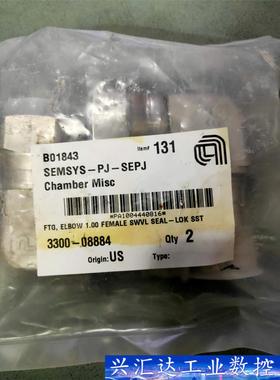 B01843
Item# 131
SEMSYS-PJ-SEPJ
Chamber Misc
*PA1004440816*
FTG, ELBOW 1.00 FEMALE SWVL SEAL-LOK SST
3300-08884
Qty 2
Origin: US
Type:
兴汇达工业数控